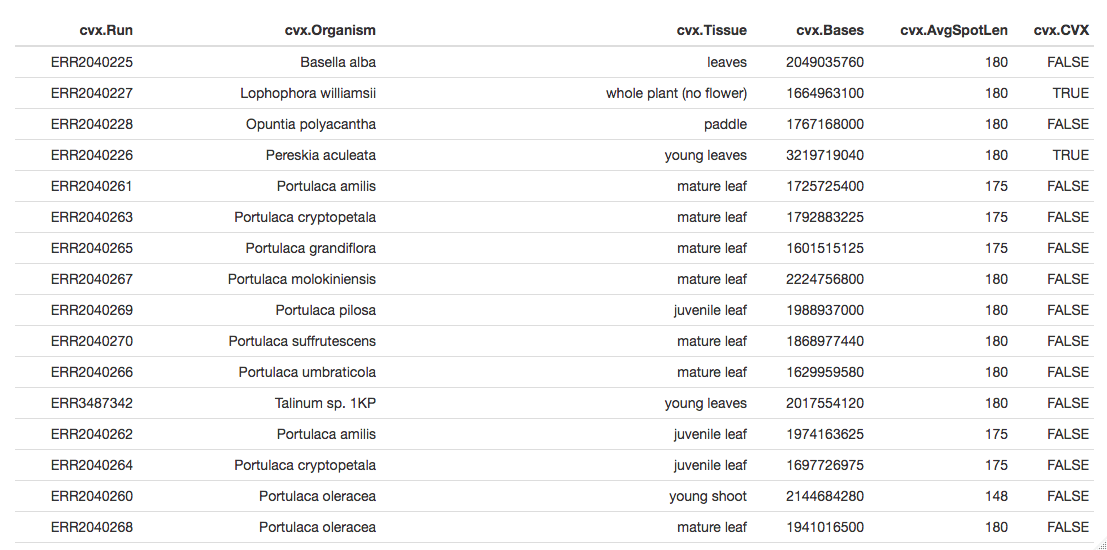 cvx.Run cvx.Organism cvx.Tissue cvx.Bases cvx.AvgSpotLen cvx.CVX
ERR2040225 Basella alba leaves 2049035760 180 FALSE
ERR2040227 Lophophora williamsii whole plant (no flower) 1664963100 180 TRUE
ERR2040228 Opuntia polyacantha paddle 1767168000 180 FALSE
ERR2040226 Pereskia aculeata young leaves 3219719040 180 TRUE
ERR2040261 Portulaca amilis mature leaf 1725725400 175 FALSE
ERR2040263 Portulaca cryptopetala mature leaf 1792883225 175 FALSE
ERR2040265 Portulaca grandiflora mature leaf 1601515125 175 FALSE
ERR2040267 Portulaca molokiniensis mature leaf 2224756800 180 FALSE
ERR2040269 Portulaca pilosa juvenile leaf 1988937000 180 FALSE
ERR2040270 Portulaca suffrutescens mature leaf 1868977440 180 FALSE
ERR2040266 Portulaca umbraticola mature leaf 1629959580 180 FALSE
ERR3487342 Talinum sp. 1KP young leaves 2017554120 180 FALSE
ERR2040262 Portulaca amilis juvenile leaf 1974163625 175 FALSE
ERR2040264 Portulaca cryptopetala juvenile leaf 1697726975 175 FALSE
ERR2040260 Portulaca oleracea young shoot 2144684280 148 FALSE
ERR2040268 Portulaca oleracea mature leaf 1941016500 180 FALSE